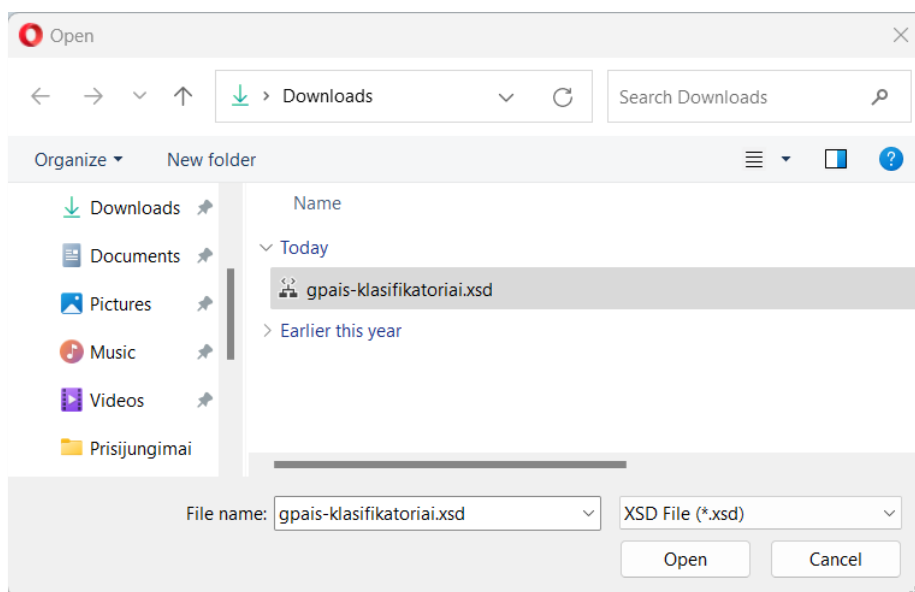 Open
Downloads
Search Downloads
Organize
New folder
Downloads
Documents
Pictures
Music
Videos
Prisijungimai
Name
Today
gpais-klasifikatoriai.xsd
Earlier this year
File name: gpais-klasifikatoriai.xsd
XSD File (*.xsd)
Open
Cancel